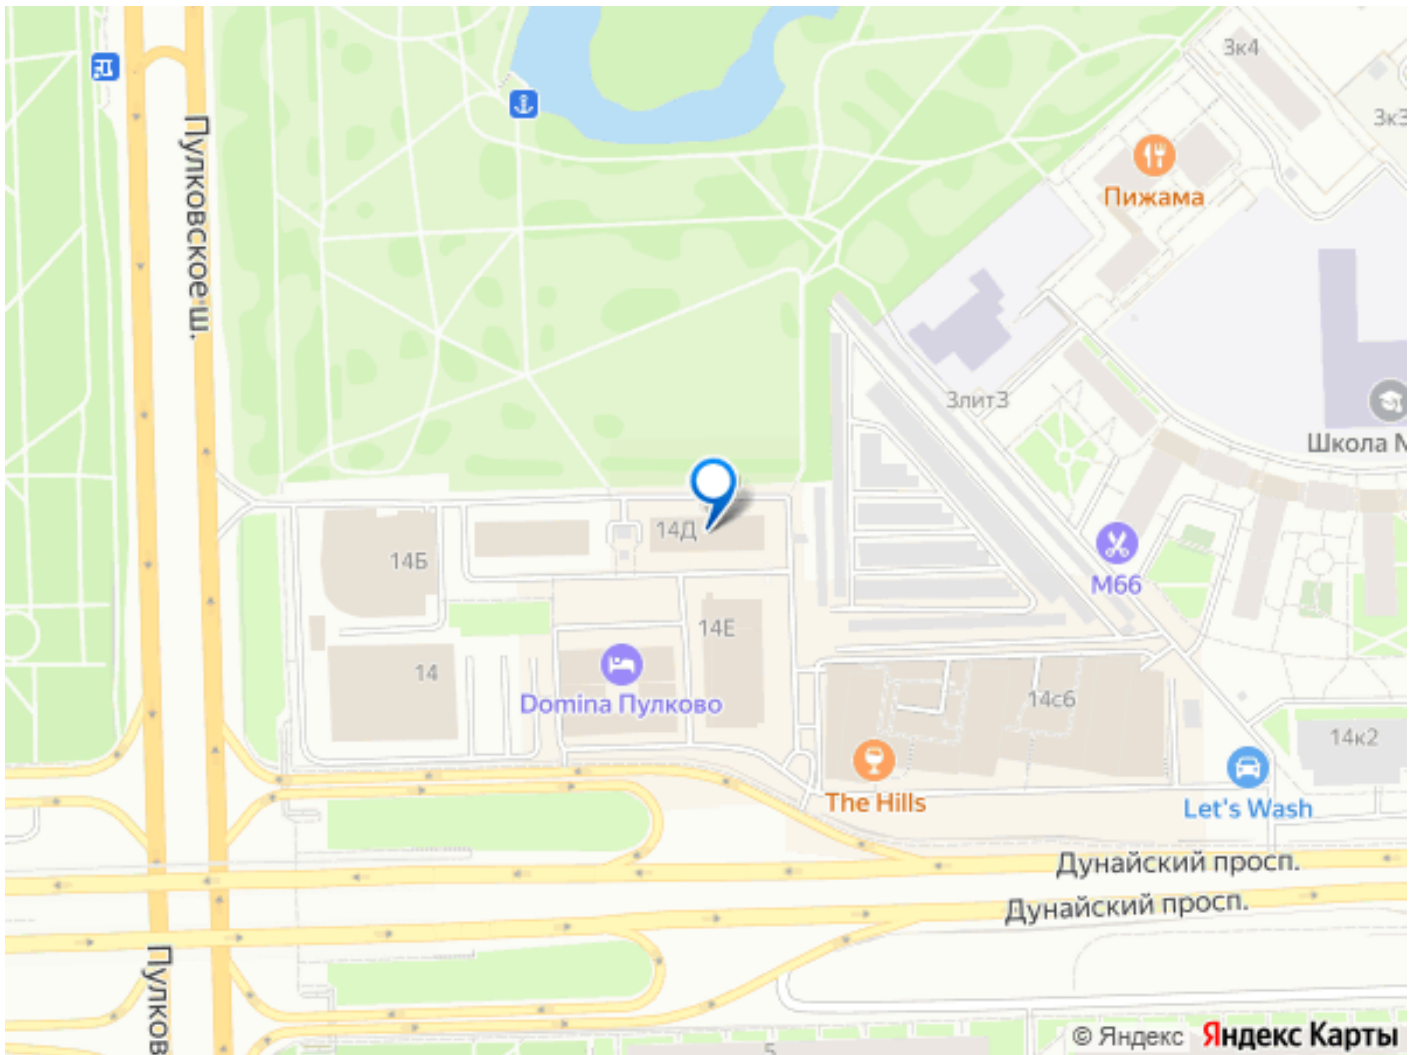 3к4
3к3
Пулковское ш.
Пижама
3лит3
Школа №
14Д
14Б
М66
14Е
14
Domina Пулково
14с6
14к2
The Hills
Let's Wash
Дунайский просп.
Дунайский просп.
Пулков
5
© Яндекс Яндекс Карты